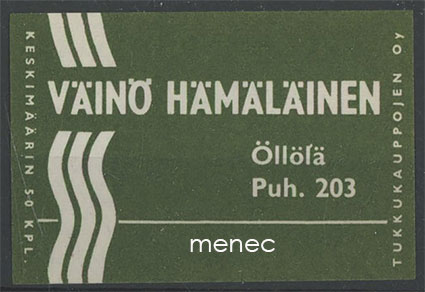 KESKIMÄÄRIN 50 KPL.
VÄINÖ HÄMÄLÄINEN
Öllölä
Puh. 203
menec
TUKKUKAUPPOJEN Oy